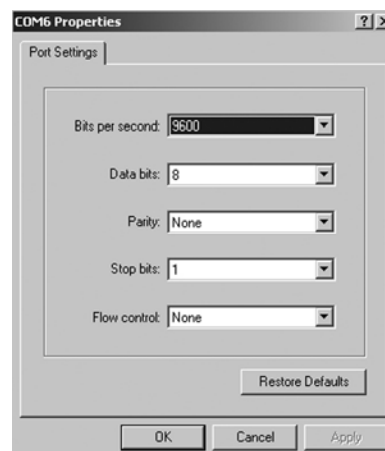 COM6 Properties
Port Settings
Bits per second: 9600
Data bits: 8
Parity: None
Stop bits: 1
Flow control: None
Restore Defaults
OK Cancel Apply